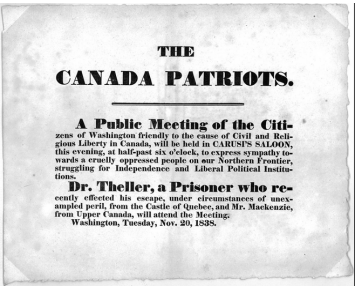 THE
CANADA PATRIOTS.
A Public Meeting of the Citi-
zens of Washington friendly to the cause of Civil and Reli-
gious Liberty in Canada, will be held in CARUSI'S SALOON,
this evening, at half-past six o'clock, to express sympathy to-
wards a cruelly oppressed people on our Northern Frontier,
struggling for Independence and Liberal Political Institu-
tions.
Dr. Theller, a Prisoner who re-
cently effected his escape, under circumstances of unex-
ampled peril, from the Castle of Quebec, and Mr. Mackenzie,
from Upper Canada, will attend the Meeting.
Washington, Tuesday, Nov. 20, 1838.